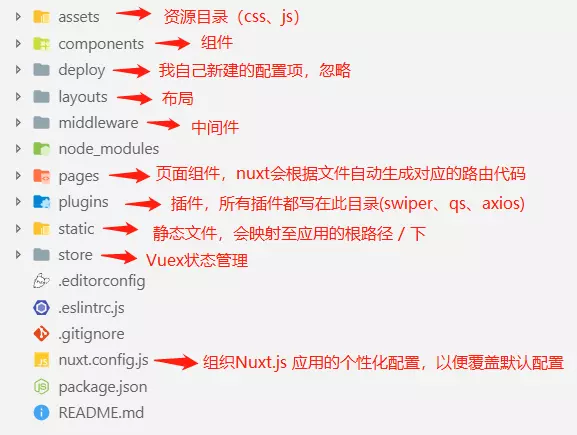 assets 资源目录（css、js）
components 组件
deploy 我自己新建的配置项，忽略
layouts 布局
middleware 中间件
node_modules
pages 页面组件，nuxt会根据文件自动生成对应的路由代码
plugins 插件，所有插件都写在此目录(swiper、qs、axios)
static 静态文件，会映射至应用的根路径 / 下
store Vuex状态管理
.editorconfig
.eslintrc.js
.gitignore
nuxt.config.js 组织Nuxt.js 应用的个性化配置，以便覆盖默认配置
package.json
README.md